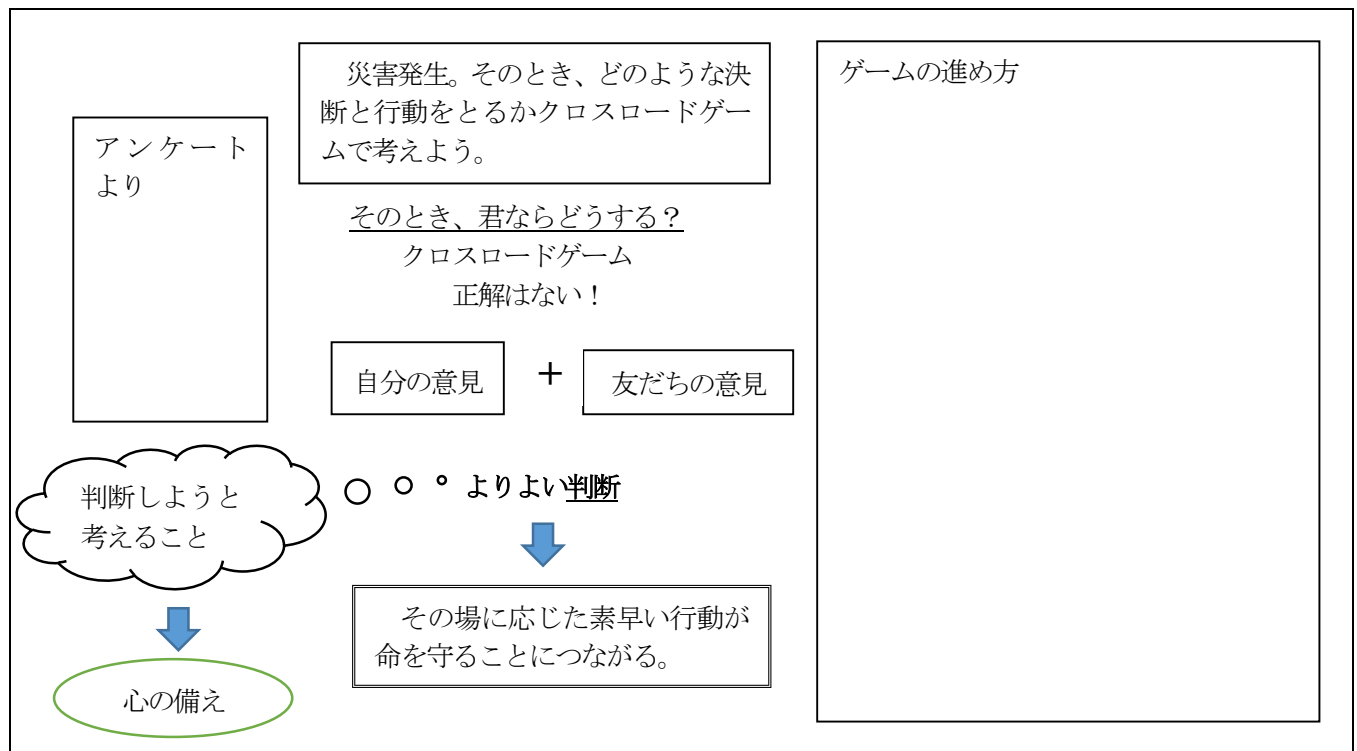 アンケート
より
災害発生。そのとき、どのような決
断と行動をとるかクロスロードゲー
ムで考えよう。
そのとき、君ならどうする?
クロスロードゲーム
正解はない!
自分の意見
+
友だちの意見
判断しようと
考えること
よりよい判断
その場に応じた素早い行動が
命を守ることにつながる。
心の備え
ゲームの進め方